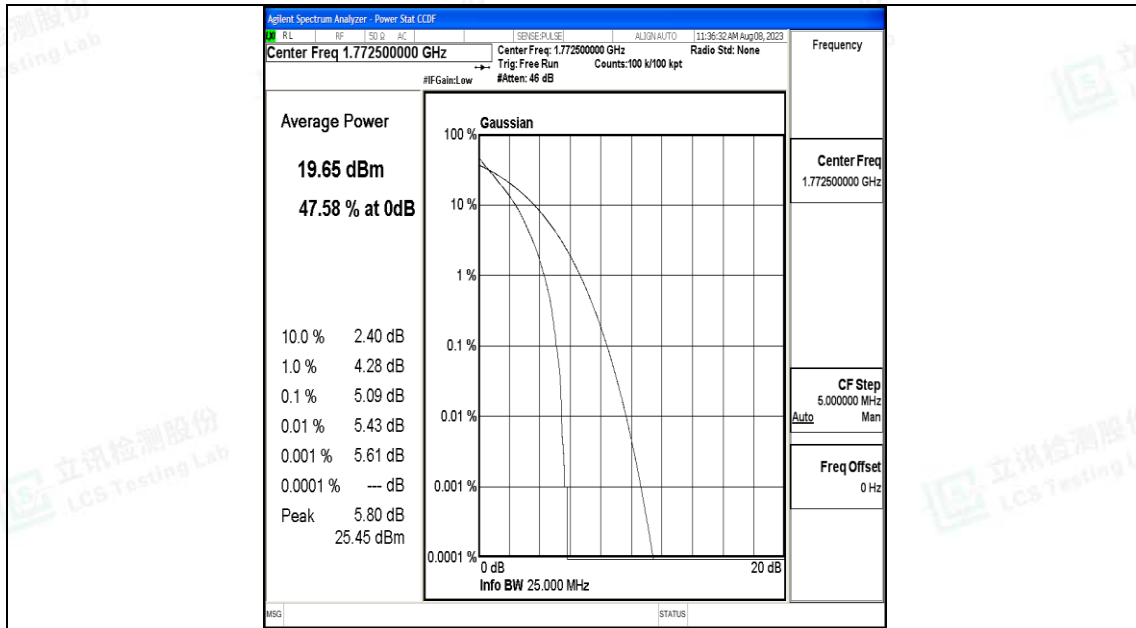 Agilent Spectrum Analyzer - Power Stat CCDF
LXI RL RF 50 Ω AC SENSE:PULSE ALIGN AUTO 11:36:32 AM Aug 08, 2023
Center Freq 1.772500000 GHz
Center Freq: 1.772500000 GHz Radio Std: None
Trig: Free Run Counts:100 k/100 kpt
#IFGain:Low #Atten: 46 dB
Frequency
Average Power
19.65 dBm
47.58 % at 0dB
10.0 % 2.40 dB
1.0 % 4.28 dB
0.1 % 5.09 dB
0.01 % 5.43 dB
0.001 % 5.61 dB
0.0001 % --- dB
Peak 5.80 dB
25.45 dBm
Gaussian
100 %
10 %
1 %
0.1 %
0.01 %
0.001 %
0.0001 %
0 dB 20 dB
Info BW 25.000 MHz
Center Freq
1.772500000 GHz
CF Step
5.000000 MHz
Auto Man
Freq Offset
0 Hz
MSG STATUS
立讯检测股份
LCS Testing Lab
立讯检测股份